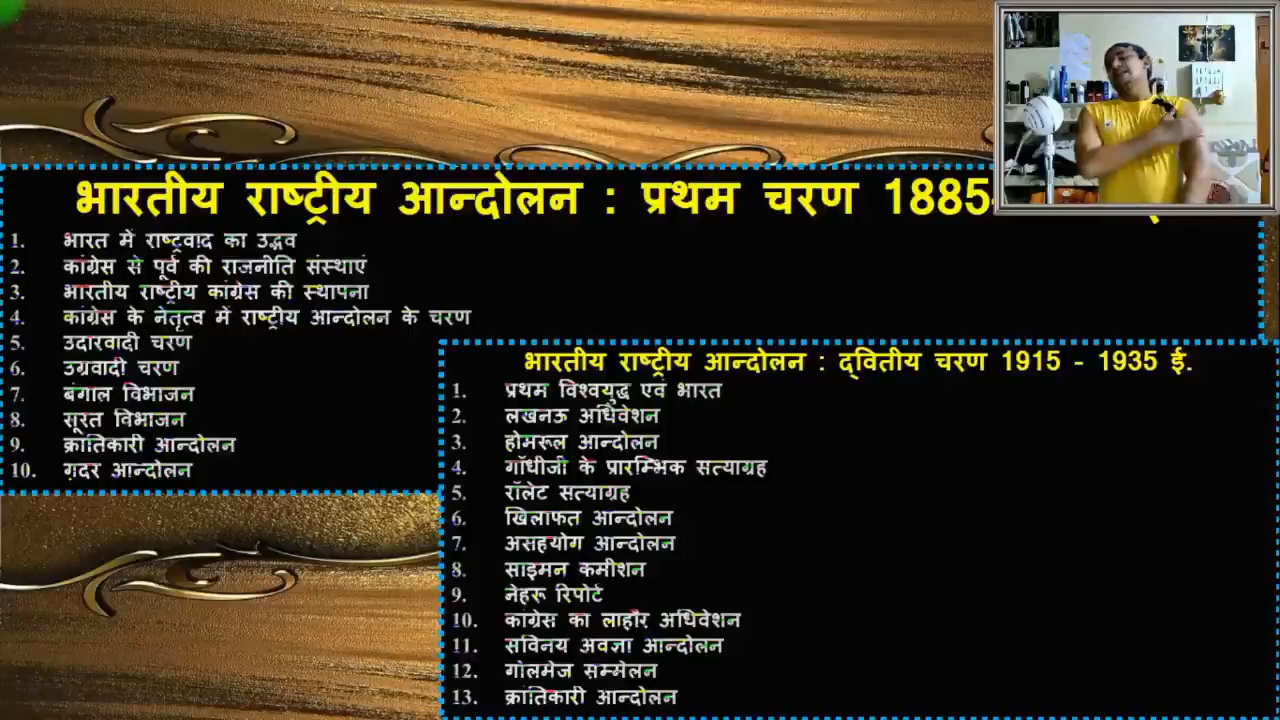 भारतीय राष्ट्रीय आन्दोलन : प्रथम चरण 1885
1. भारत में राष्ट्रवाद का उद्भव
2. कांग्रेस से पूर्व की राजनीति संस्थाएं
3. भारतीय राष्ट्रीय कांग्रेस की स्थापना
4. कांग्रेस के नेतृत्व में राष्ट्रीय आन्दोलन के चरण
5. उदारवादी चरण
6. उग्रवादी चरण
7. बंगाल विभाजन
8. सूरत विभाजन
9. क्रांतिकारी आन्दोलन
10. ग़दर आन्दोलन
भारतीय राष्ट्रीय आन्दोलन : द्वितीय चरण 1915 - 1935 ई.
1. प्रथम विश्वयुद्ध एवं भारत
2. लखनऊ अधिवेशन
3. होमरूल आन्दोलन
4. गाँधीजी के प्रारम्भिक सत्याग्रह
5. रॉलेट सत्याग्रह
6. खिलाफत आन्दोलन
7. असहयोग आन्दोलन
8. साइमन कमीशन
9. नेहरू रिपोर्ट
10. कांग्रेस का लाहौर अधिवेशन
11. सविनय अवज्ञा आन्दोलन
12. गोलमेज सम्मेलन
13. क्रांतिकारी आन्दोलन